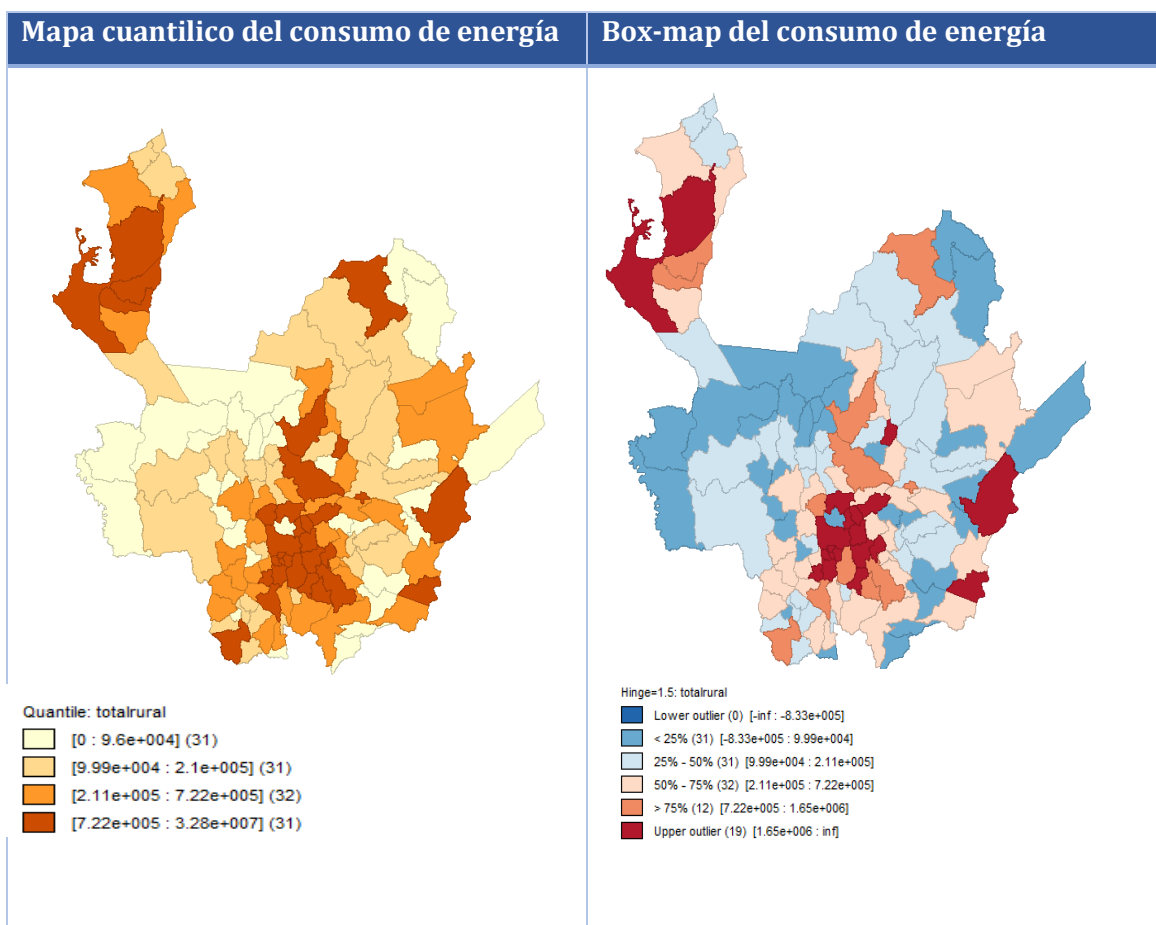 Mapa cuantilico del consumo de energía
Box-map del consumo de energía
Quantile: totalrural
[0 : 9.6e+004] (31)
[9.99e+004 : 2.1e+005] (31)
[2.11e+005 : 7.22e+005] (32)
[7.22e+005 : 3.28e+007] (31)
Hinge=1.5: totalrural
Lower outlier (0) [-inf : -8.33e+005]
< 25% (31) [-8.33e+005 : 9.99e+004]
25% - 50% (31) [9.99e+004 : 2.11e+005]
50% - 75% (32) [2.11e+005 : 7.22e+005]
> 75% (12) [7.22e+005 : 1.65e+006]
Upper outlier (19) [1.65e+006 : inf]